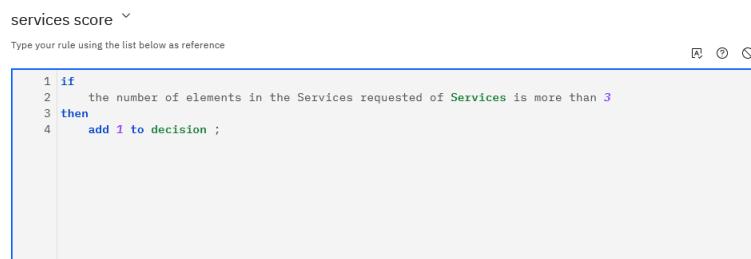 services score
Type your rule using the list below as reference
1 if
2 the number of elements in the Services requested of Services is more than 3
3 then
4 add 1 to decision ;